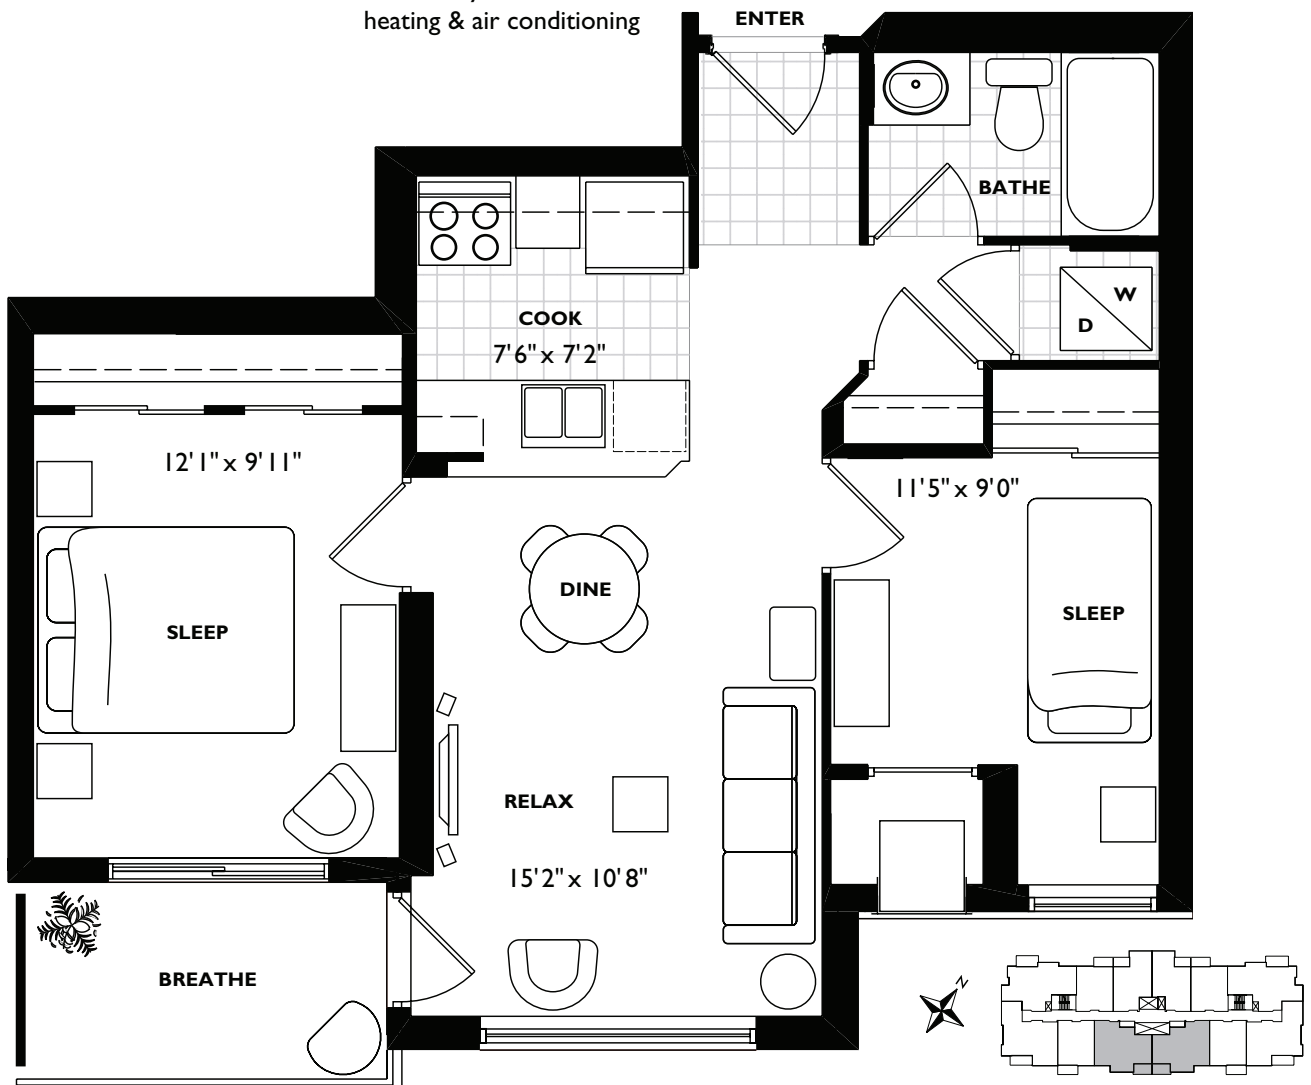 heating & air conditioning
ENTER
BATHE
W
D
COOK
7'6" x 7'2"
12'1" x 9'11"
11'5" x 9'0"
DINE
SLEEP
SLEEP
RELAX
15'2" x 10'8"
BREATHE
N